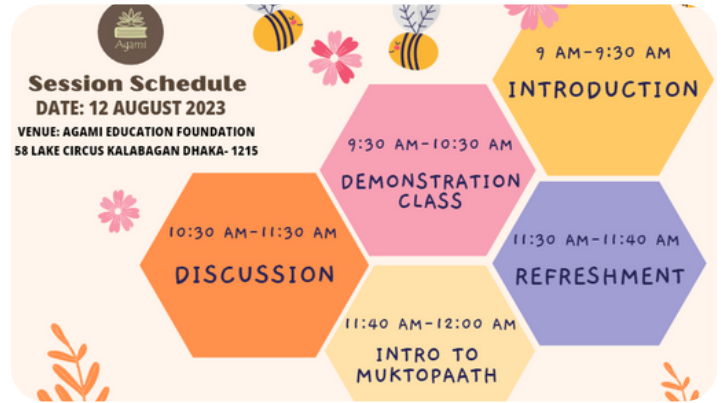 Agami
Session Schedule
DATE: 12 AUGUST 2023
VENUE: AGAMI EDUCATION FOUNDATION
58 LAKE CIRCUS KALABAGAN DHAKA- 1215
9 AM-9:30 AM
INTRODUCTION
9:30 AM-10:30 AM
DEMONSTRATION
CLASS
10:30 AM-11:30 AM
DISCUSSION
11:30 AM-11:40 AM
REFRESHMENT
11:40 AM-12:00 AM
INTRO TO
MUKTOPAATH